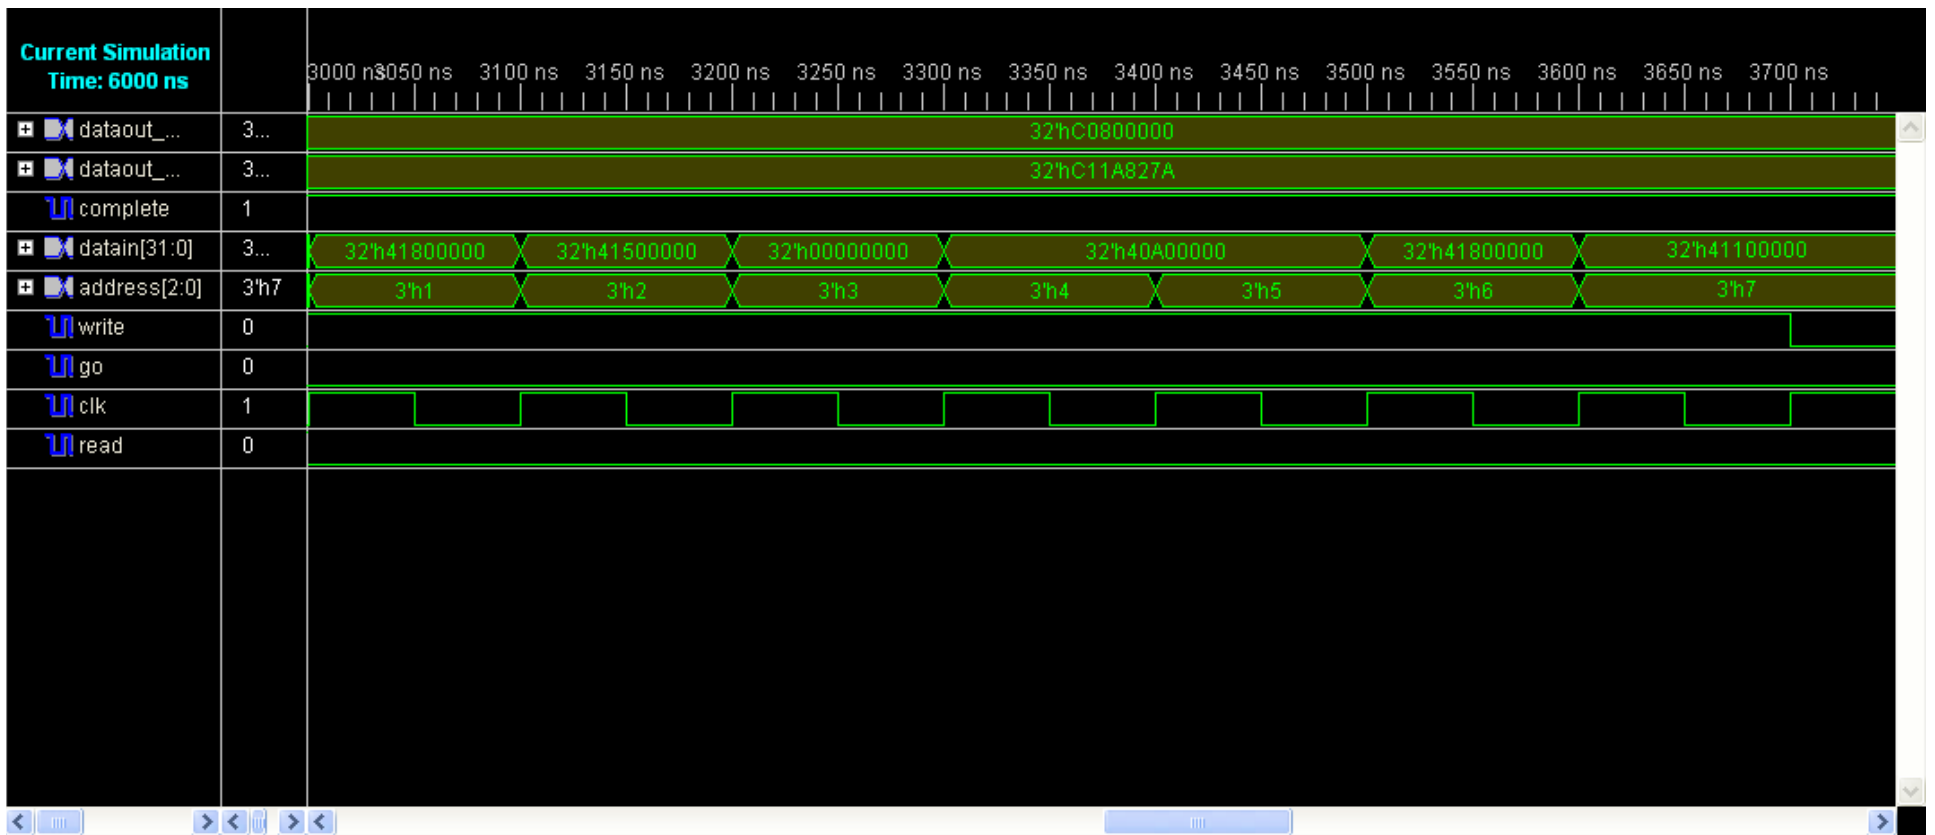 Current Simulation
Time: 6000 ns
3000 ns 3050 ns 3100 ns 3150 ns 3200 ns 3250 ns 3300 ns 3350 ns 3400 ns 3450 ns 3500 ns 3550 ns 3600 ns 3650 ns 3700 ns
dataout_... 3... 32'hC0800000
dataout_... 3... 32'hC11A827A
complete 1
datain[31:0] 3... 32'h41800000 32'h41500000 32'h00000000 32'h40A00000 32'h41800000 32'h41100000
address[2:0] 3'h7 3'h1 3'h2 3'h3 3'h4 3'h5 3'h6 3'h7
write 0
go 0
clk 1
read 0